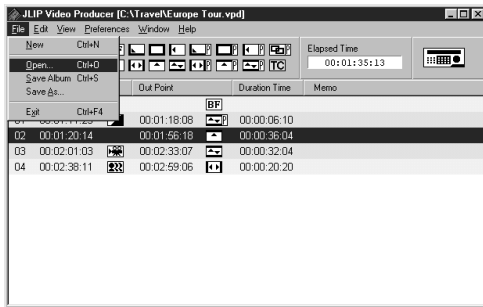 JLIP Video Producer [C:\Travel\Europe Tour.vpd]
File Edit View Preferences Window Help
New Ctrl+N
Open... Ctrl+O
Save Album Ctrl+S
Save As...
Exit Ctrl+F4
P P P P P
P P P TC
Elapsed Time
00:01:35:13
Out Point Duration Time Memo
BF
01 00:01:11:23 00:01:18:08 P 00:00:06:10
02 00:01:20:14 00:01:56:18 00:00:36:04
03 00:02:01:03 00:02:33:07 00:00:32:04
04 00:02:38:11 00:02:59:06 00:00:20:20